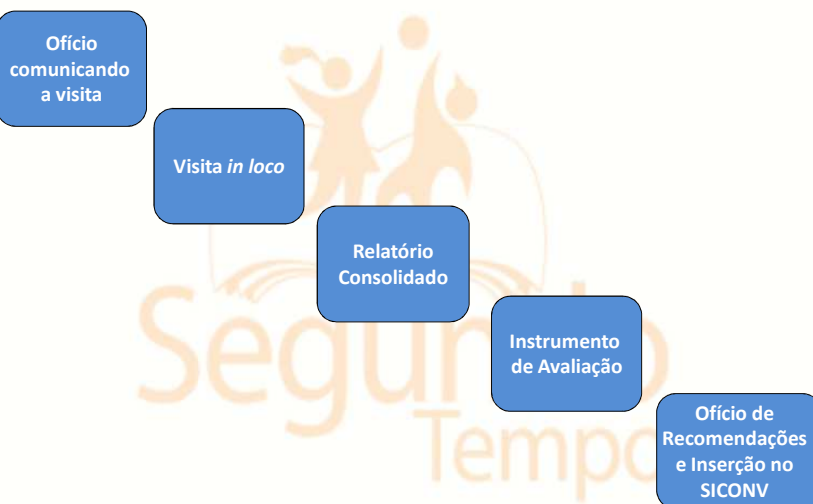 Ofício
comunicando
a visita
Visita in loco
Relatório
Consolidado
Instrumento
de Avaliação
Ofício de
Recomendações
e Inserção no
SICONV
Segundo
Tempo